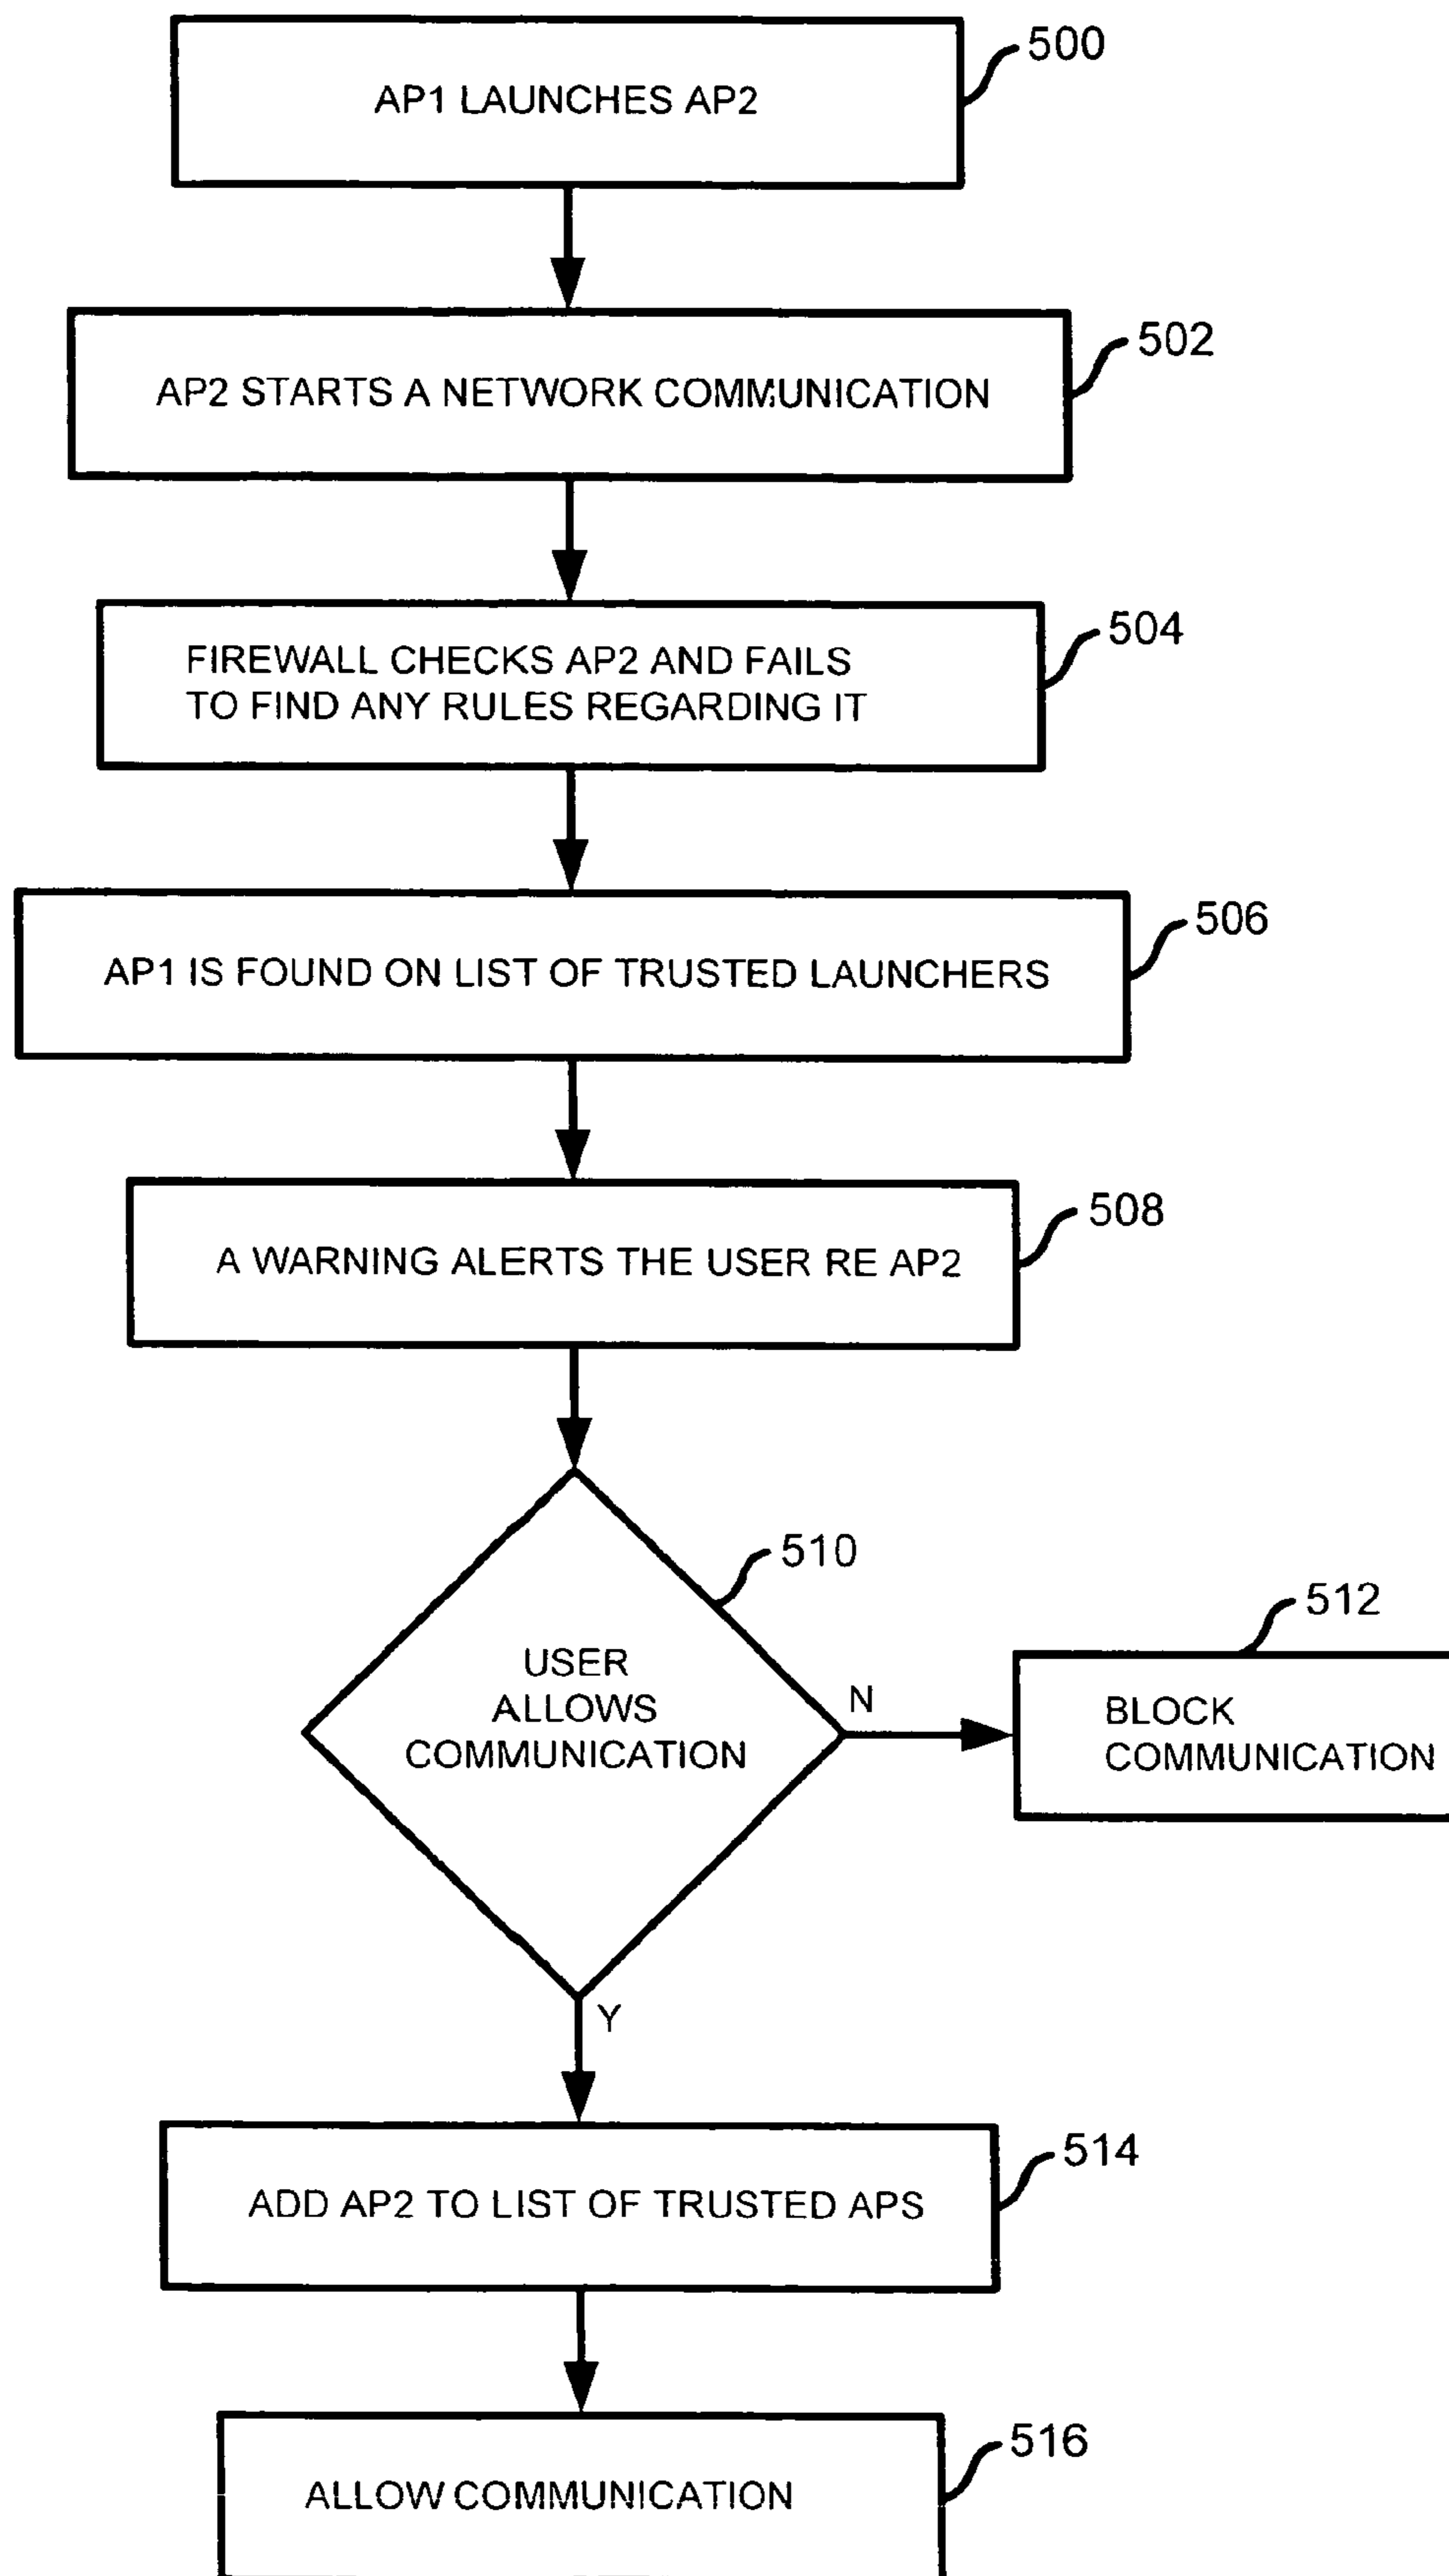 AP1 LAUNCHES AP2
500
AP2 STARTS A NETWORK COMMUNICATION
502
FIREWALL CHECKS AP2 AND FAILS
TO FIND ANY RULES REGARDING IT
504
AP1 IS FOUND ON LIST OF TRUSTED LAUNCHERS
506
A WARNING ALERTS THE USER RE AP2
508
USER
ALLOWS
COMMUNICATION
510
N
BLOCK
COMMUNICATION
512
Y
ADD AP2 TO LIST OF TRUSTED APS
514
ALLOW COMMUNICATION
516